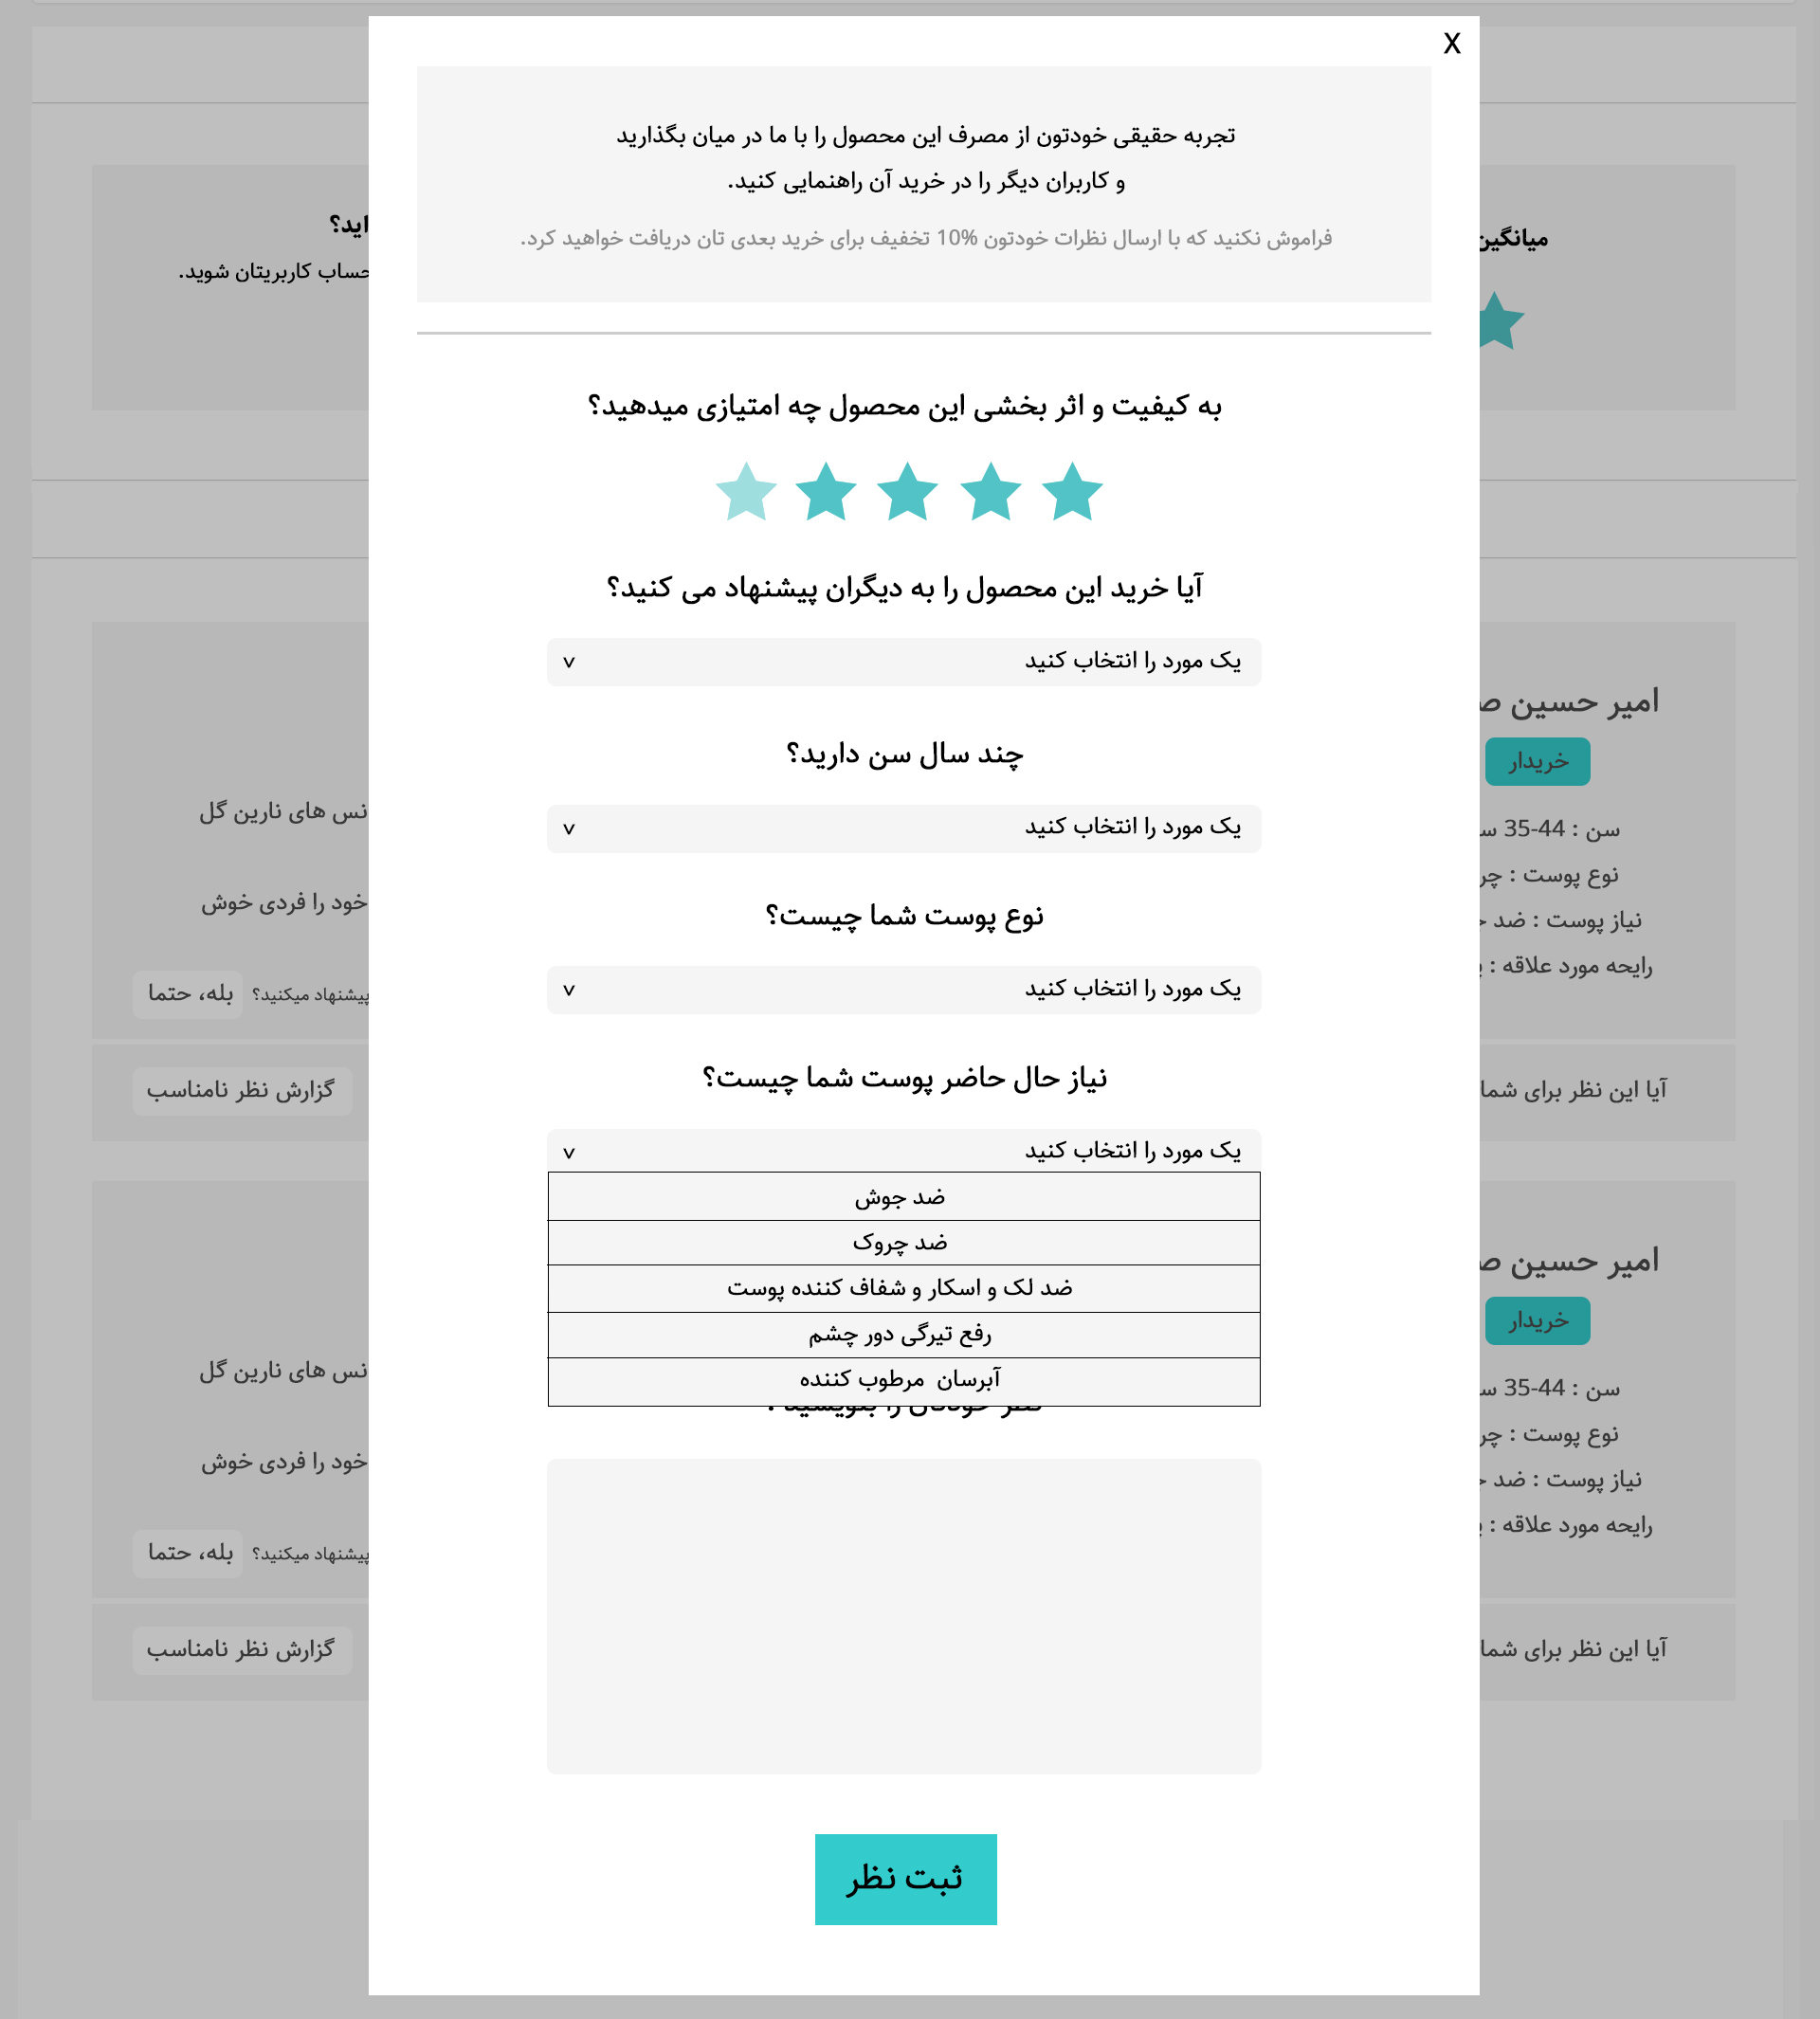 X
تجربه حقیقی خودتون از مصرف این محصول را با ما در میان بگذارید
و کاربران دیگر را در خرید آن راهنمایی کنید.
فراموش نکنید که با ارسال نظرات خودتون 10% تخفیف برای خرید بعدی تان دریافت خواهید کرد.
به کیفیت و اثر بخشی این محصول چه امتیازی میدهید؟
آیا خرید این محصول را به دیگران پیشنهاد می کنید؟
یک مورد را انتخاب کنید
چند سال سن دارید؟
یک مورد را انتخاب کنید
نوع پوست شما چیست؟
یک مورد را انتخاب کنید
نیاز حال حاضر پوست شما چیست؟
یک مورد را انتخاب کنید
ضد جوش
ضد چروک
ضد لک و اسکار و شفاف کننده پوست
رفع تیرگی دور چشم
آبرسان مرطوب کننده
ثبت نظر
میانگین
اید؟
حساب کاربریتان شوید.
امیر حسین
خریدار
سن : 44-35
نوع پوست :
نیاز پوست : ضد
رایحه مورد علاقه :
نس های نارین گل
خود را فردی خوش
پیشنهاد میکنید؟ بله، حتما
آیا این نظر برای شما
گزارش نظر نامناسب
امیر حسین
خریدار
سن : 44-35
نوع پوست :
نیاز پوست : ضد
رایحه مورد علاقه :
نس های نارین گل
خود را فردی خوش
پیشنهاد میکنید؟ بله، حتما
آیا این نظر برای شما
گزارش نظر نامناسب